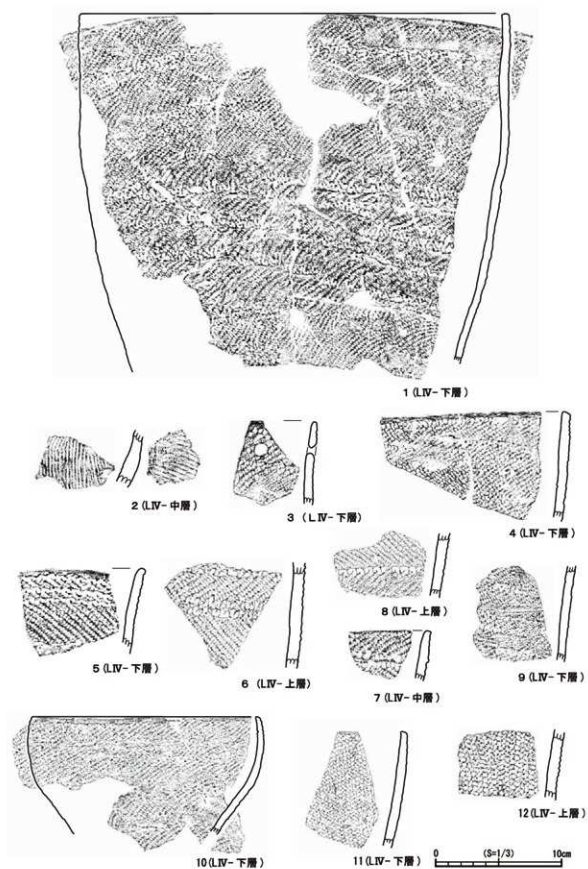 1 (LⅣ- 下層)
2 (LⅣ- 中層)
3 (LⅣ- 下層)
4 (LⅣ- 下層)
8 (LⅣ- 上層)
5 (LⅣ- 下層)
6 (LⅣ- 上層)
7 (LⅣ- 中層)
9 (LⅣ- 下層)
10 (LⅣ- 下層)
11 (LⅣ- 下層)
12 (LⅣ- 上層)
0 (S=1/3) 10cm